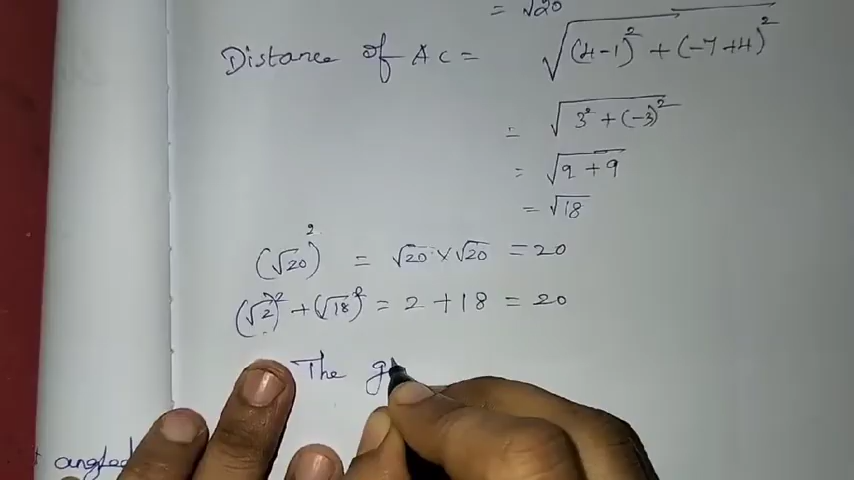 = √20
Distance of AC = √(4-1)² + (-7+4)²
= √3² + (-3)²
= √9 + 9
= √18
(√20)² = √20 × √20 = 20
(√2)² + (√18)² = 2 + 18 = 20
The g
angled